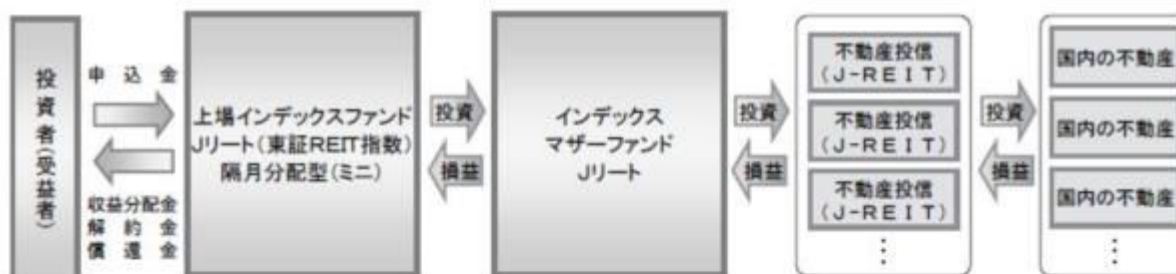 投資者(受益者)
申込金
収益分配金
解約金
償還金
上場インデックスファンド
Jリート(東証REIT指数)
隔月分配型(ミニ)
投資
損益
インデックス
マザーファンド
Jリート
投資
損益
不動産投信
(J-REIT)
不動産投信
(J-REIT)
不動産投信
(J-REIT)
⋮
投資
損益
国内の不動産
国内の不動産
国内の不動産
⋮